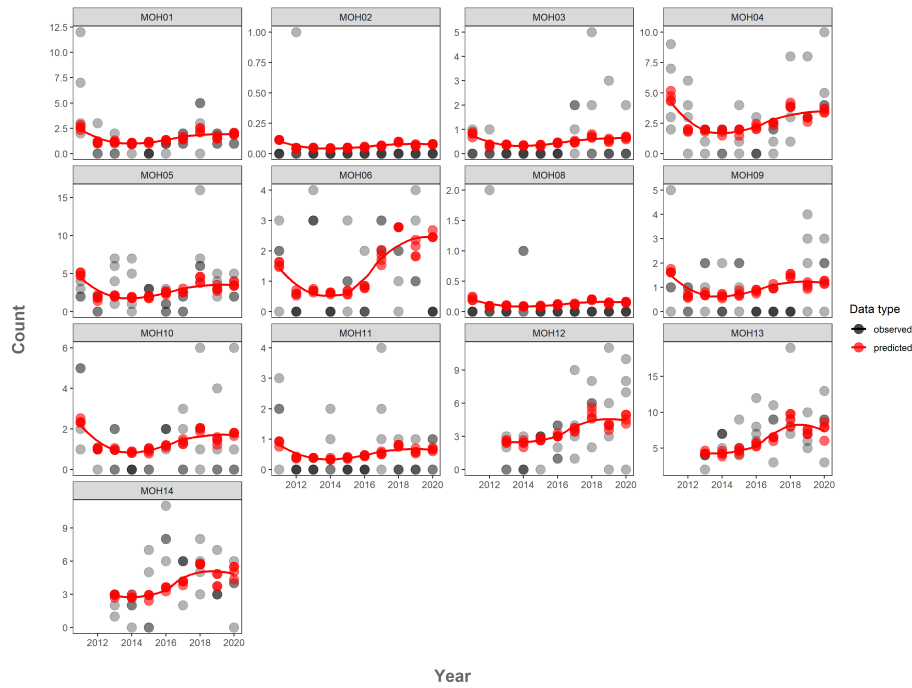 MOH01 MOH02 MOH03 MOH04
12.5 10.0 7.5 5.0 2.5 0.0
1.00 0.75 0.50 0.25 0.00
5 4 3 2 1 0
10.0 7.5 5.0 2.5 0.0
MOH05 MOH06 MOH08 MOH09
15 10 5 0
4 3 2 1 0
2.0 1.5 1.0 0.5 0.0
5 4 3 2 1 0
MOH10 MOH11 MOH12 MOH13
6 4 2 0
4 3 2 1 0
9 6 3 0
15 10 5
2012 2014 2016 2018 2020
2012 2014 2016 2018 2020
2012 2014 2016 2018 2020
MOH14
9 6 3 0
2012 2014 2016 2018 2020
Count
Year
Data type
observed
predicted